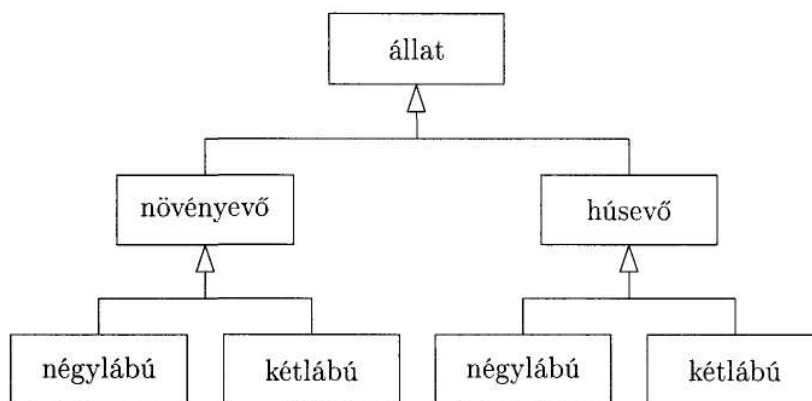 állat
növényevő
húsevő
négylábú
kétlábú
négylábú
kétlábú